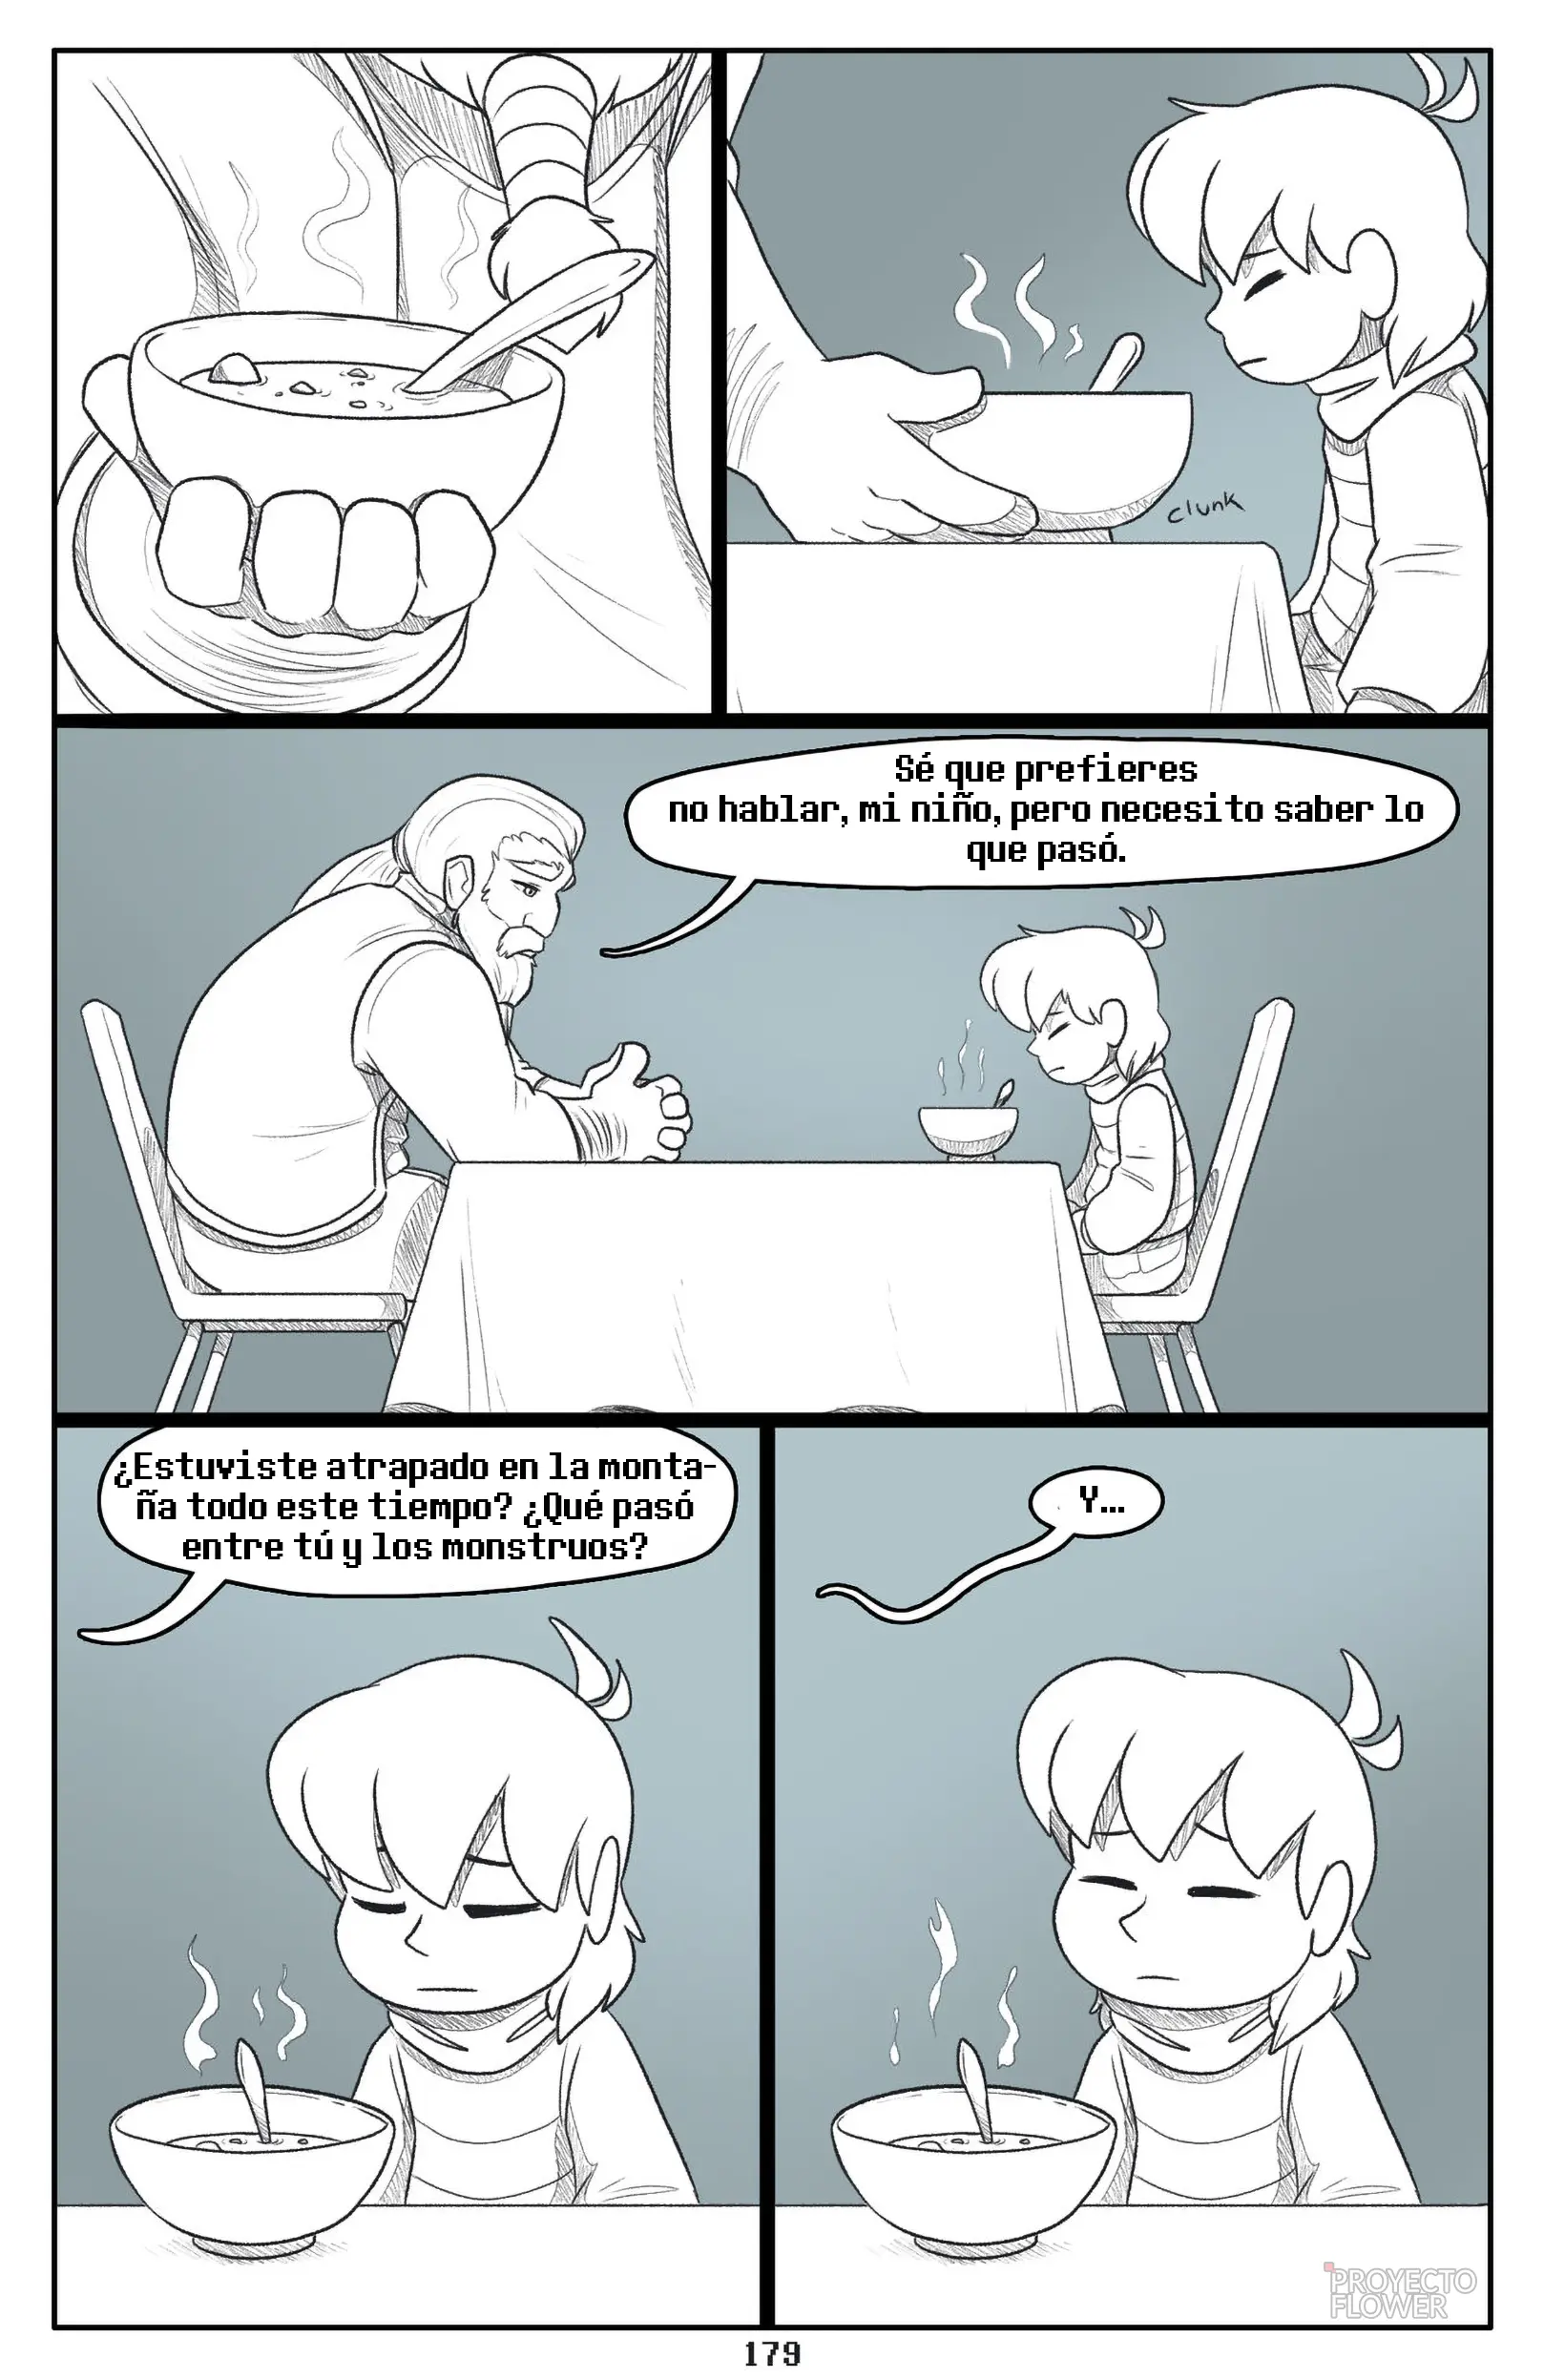 clunk
Sé que prefieres
no hablar, mi niño, pero necesito saber lo
que pasó.
¿Estuviste atrapado en la monta-
ña todo este tiempo? ¿Qué pasó
entre tú y los monstruos?
Y...
PROYECTO
FLOWER
179